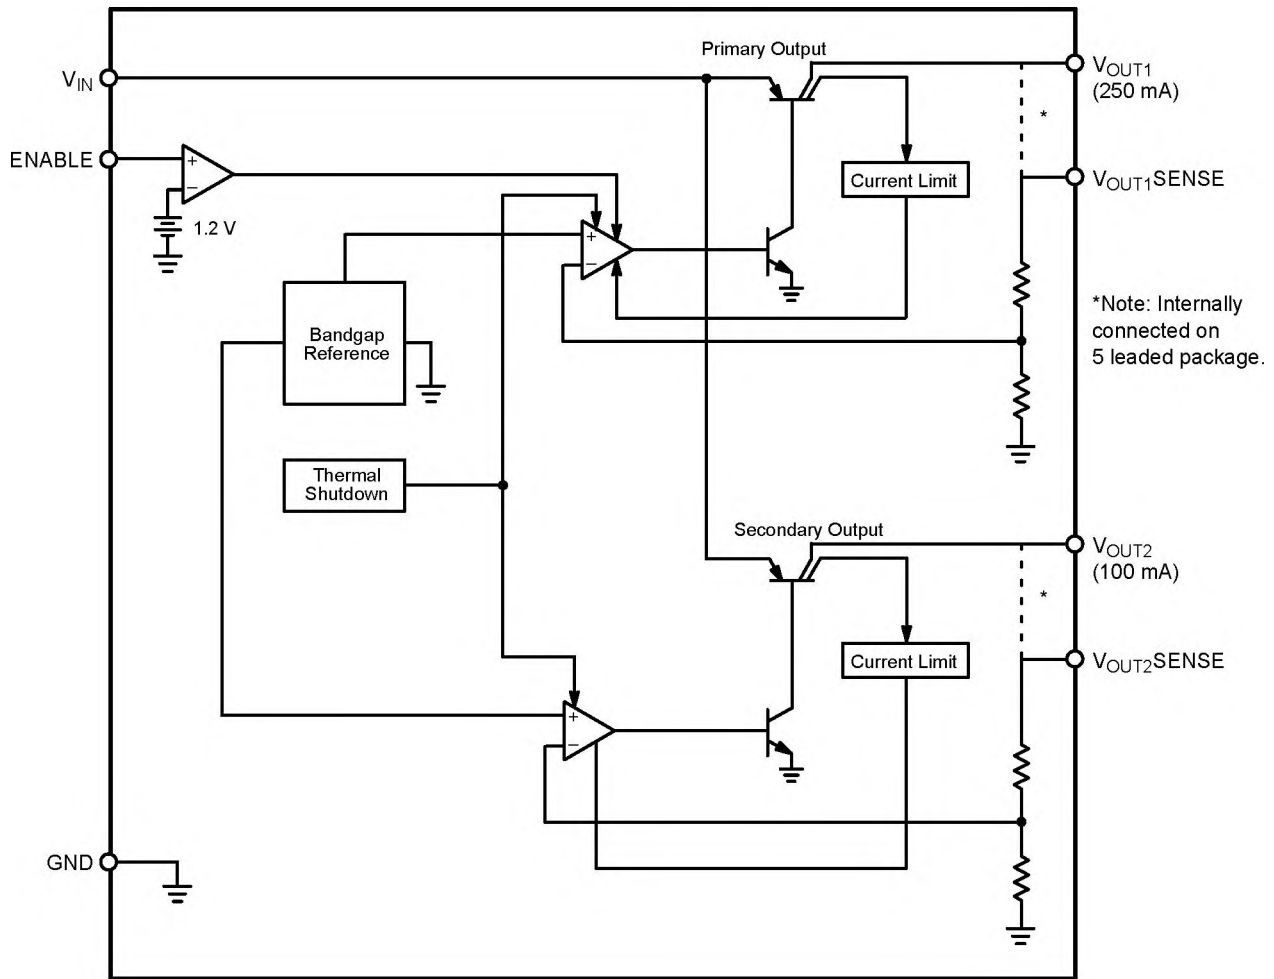 Primary Output
VIN
VOUT1
(250 mA)
*
ENABLE
+
−
1.2 V
Current Limit
VOUT1SENSE
+
−
Bandgap
Reference
*Note: Internally
connected on
5 leaded package.
Thermal
Shutdown
Secondary Output
VOUT2
(100 mA)
*
Current Limit
VOUT2SENSE
+
−
GND